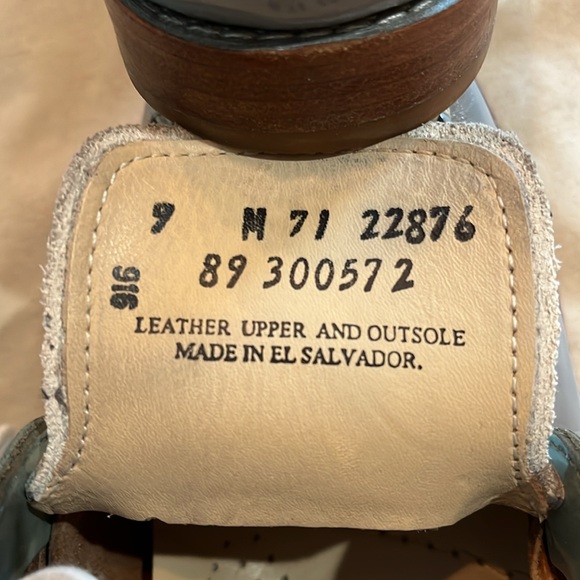 9 M 71 22876
89 300572
916
LEATHER UPPER AND OUTSOLE
MADE IN EL SALVADOR.